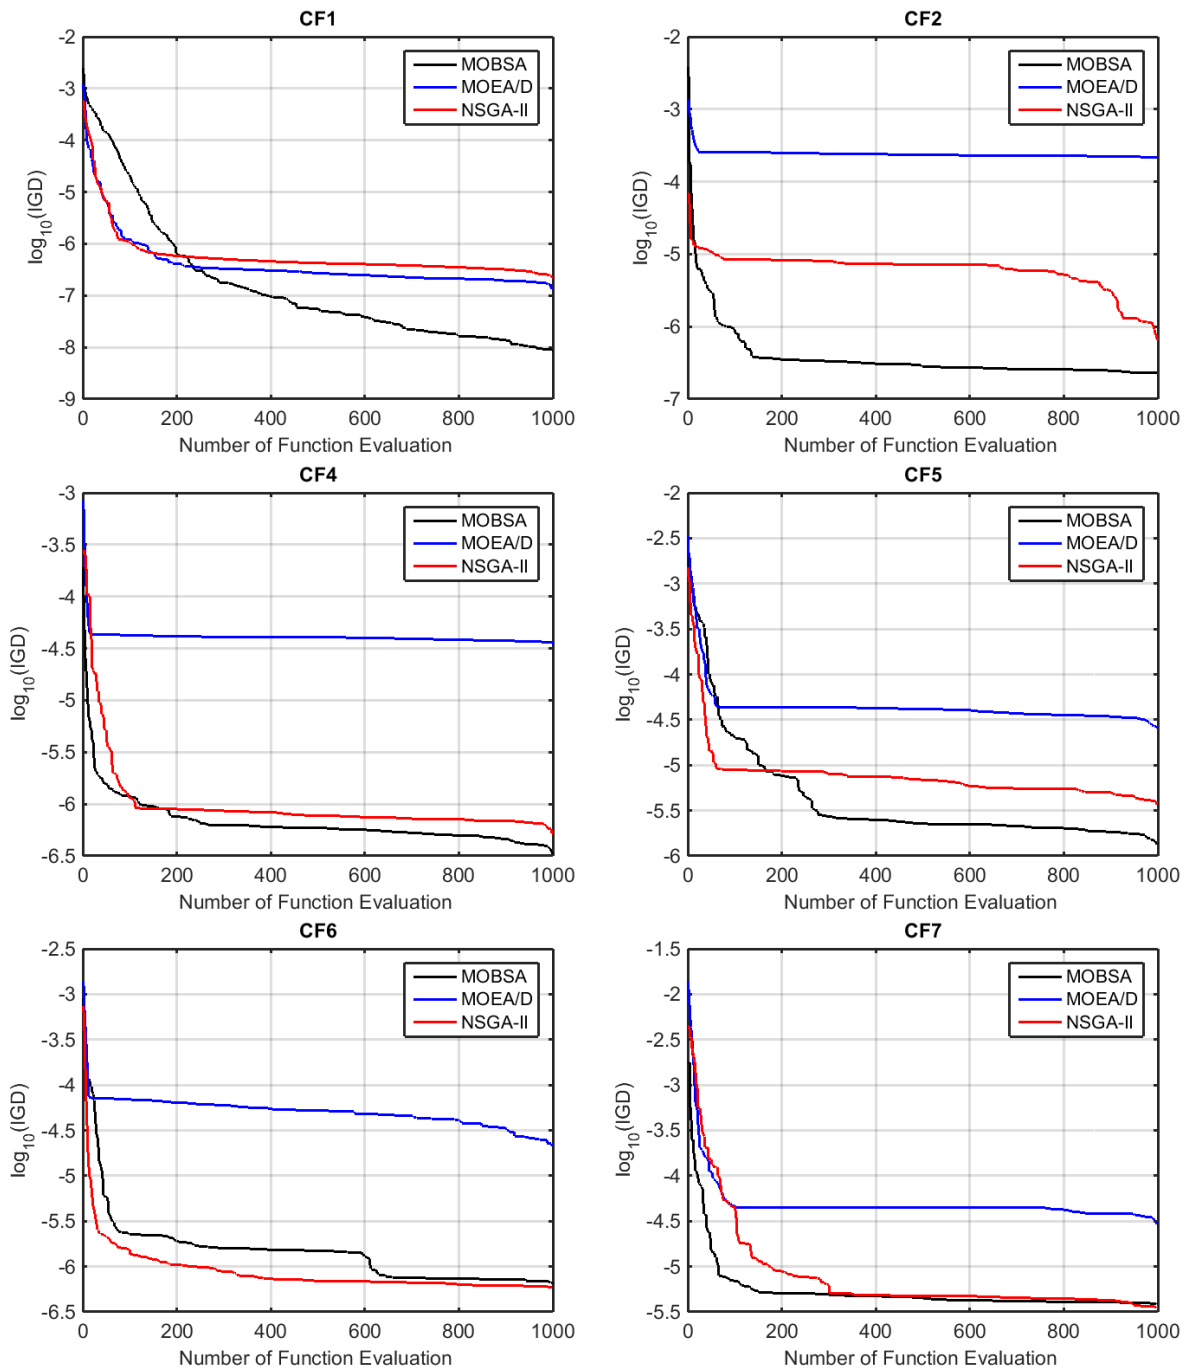 CF1
-2
-3
-4
-5
-6
-7
-8
-9
log10(IGD)
MOBSA
MOEA/D
NSGA-II
0 200 400 600 800 1000
Number of Function Evaluation
CF2
-2
-3
-4
-5
-6
-7
log10(IGD)
MOBSA
MOEA/D
NSGA-II
0 200 400 600 800 1000
Number of Function Evaluation
CF4
-3
-3.5
-4
-4.5
-5
-5.5
-6
-6.5
log10(IGD)
MOBSA
MOEA/D
NSGA-II
0 200 400 600 800 1000
Number of Function Evaluation
CF5
-2
-2.5
-3
-3.5
-4
-4.5
-5
-5.5
-6
log10(IGD)
MOBSA
MOEA/D
NSGA-II
0 200 400 600 800 1000
Number of Function Evaluation
CF6
-2.5
-3
-3.5
-4
-4.5
-5
-5.5
-6
-6.5
log10(IGD)
MOBSA
MOEA/D
NSGA-II
0 200 400 600 800 1000
Number of Function Evaluation
CF7
-1.5
-2
-2.5
-3
-3.5
-4
-4.5
-5
-5.5
log10(IGD)
MOBSA
MOEA/D
NSGA-II
0 200 400 600 800 1000
Number of Function Evaluation